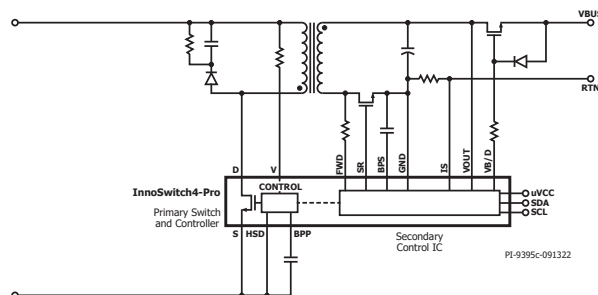 VBUS
RTN
D
V
FWD
SR
BPS
GND
IS
VOUT
VB/D
InnoSwitch4-Pro
CONTROL
uVCC
SDA
SCL
Primary Switch
and Controller
S
HSD
BPP
Secondary
Control IC
PI-9395c-091322